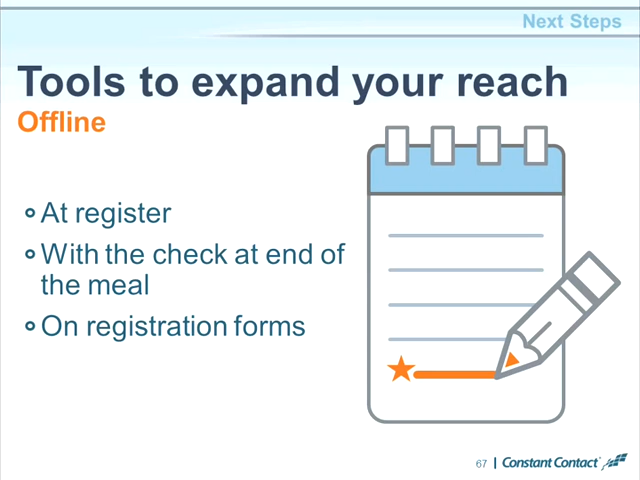 Next Steps
Tools to expand your reach
Offline
At register
With the check at end of
the meal
On registration forms
67 | Constant Contact